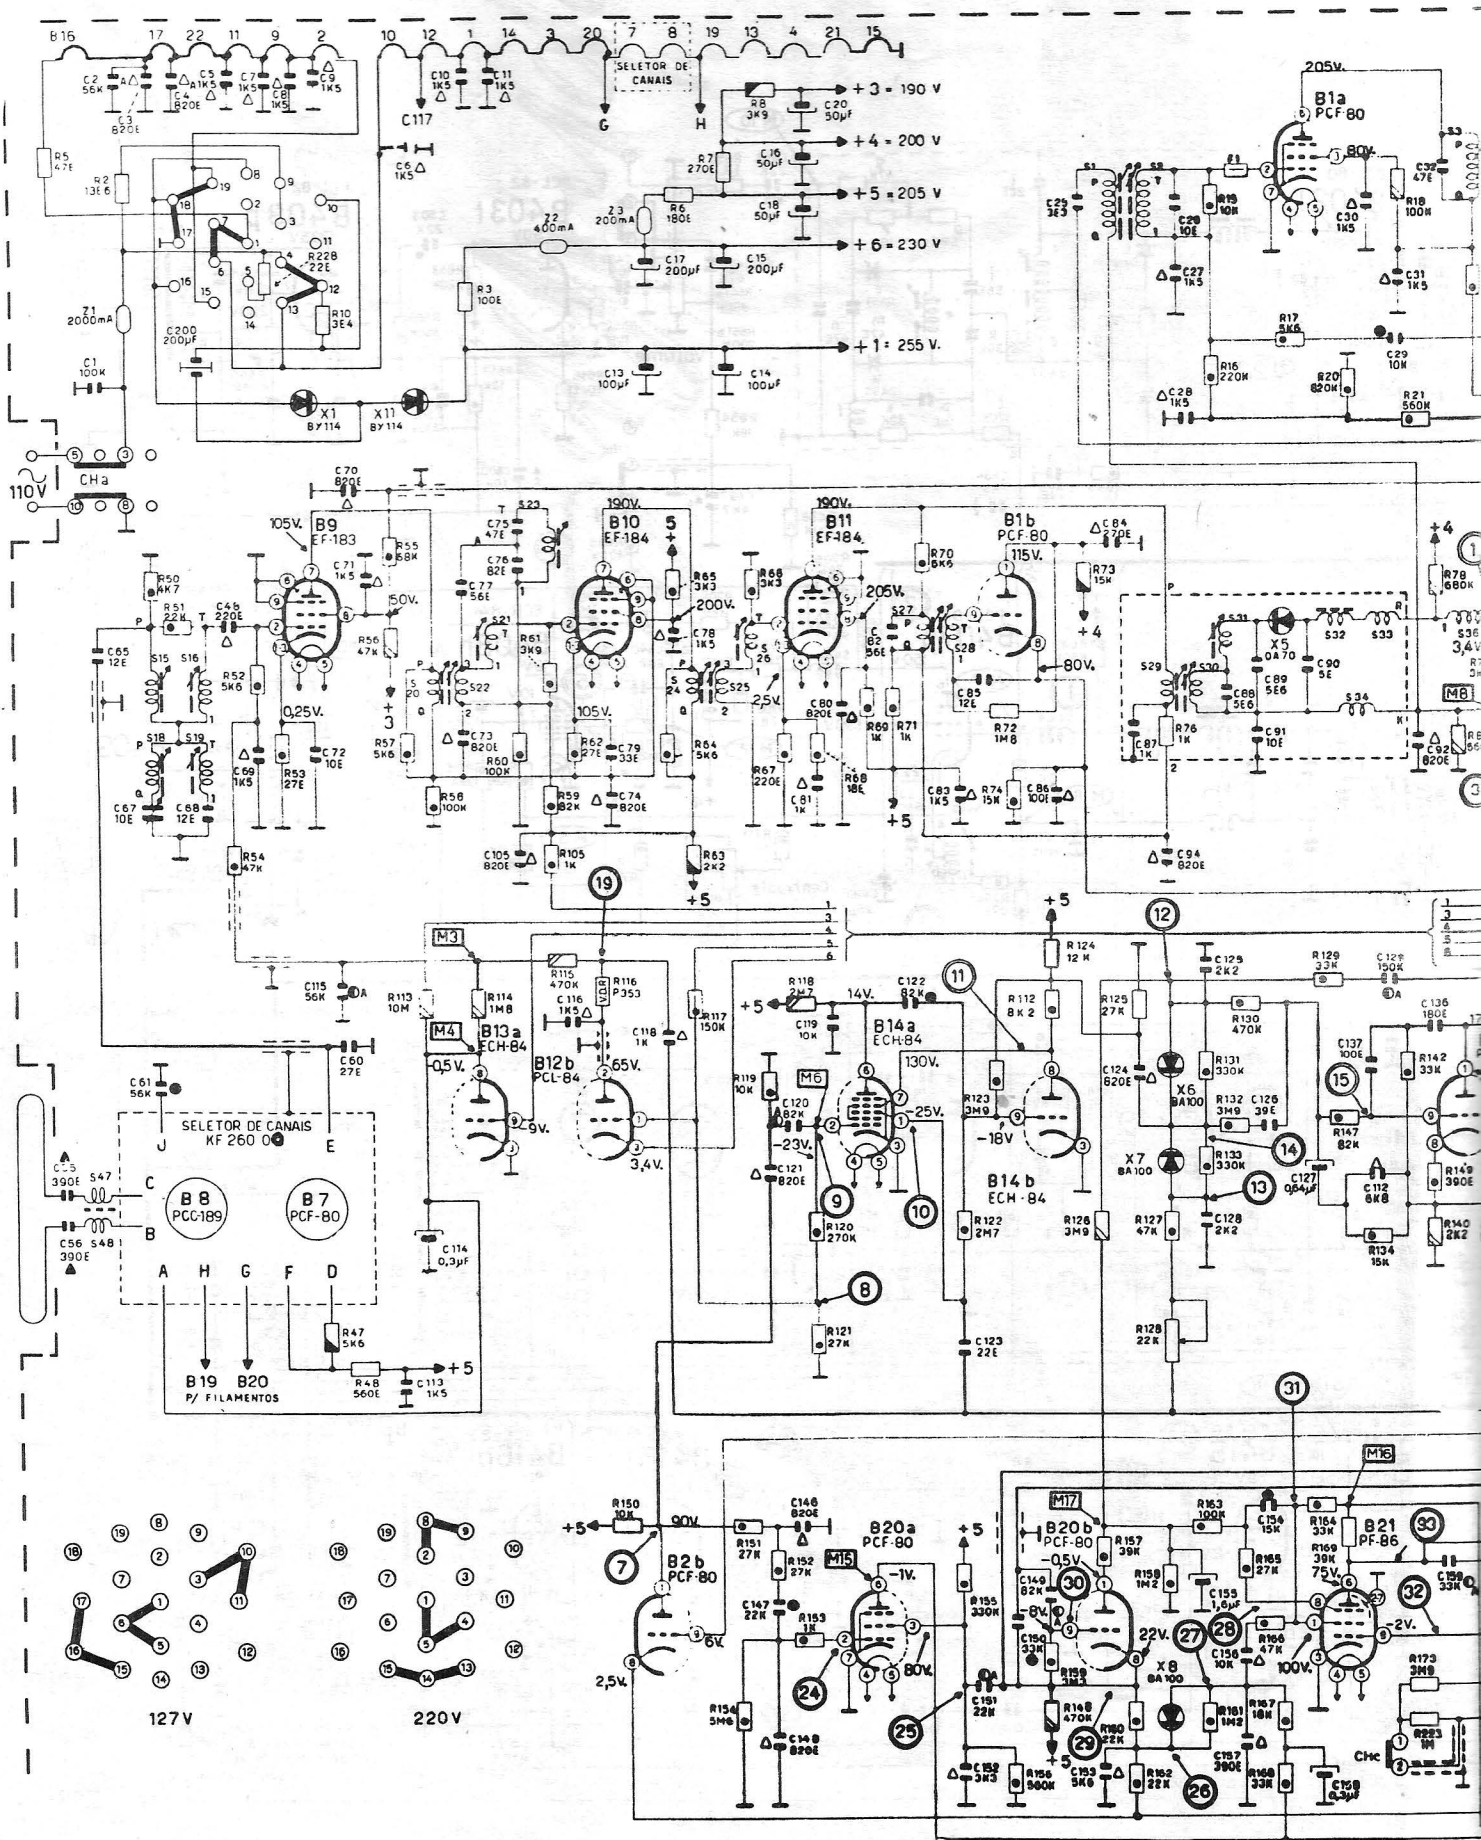 B16 17 22 11 9 2 10 12 1 14 3 20 7 8 19 13 4 21 15
SELETOR DE
CANAIS
C2
56K
C3
820E
C4
820E
C5
1K5
C7
1K5
C8
1K5
C9
1K5
C10
1K5
C11
1K5
C117
G
H
C6
1K5
R5
47E
R2
13E6
R8
3K9
C20
50µF
+3 = 190 V
R7
270E
C16
50µF
+4 = 200 V
Z3
200mA
R6
180E
C18
50µF
+5 = 205 V
Z2
400mA
C17
200µF
C15
200µF
+6 = 230 V
R3
100E
C13
100µF
C14
100µF
+1 = 255 V.
R228
22E
R10
3E4
Z1
2000mA
C200
200µF
C1
100K
X1
BY114
X11
BY114
CHa
110V
205V.
B1a
PCF-80
80V.
S1
S2
S3
C25
3E3
R19
10K
C27
1K5
C30
1K5
R18
100K
C32
47E
C31
1K5
R17
5K6
C29
10K
R16
220K
R20
820K
C28
1K5
R21
560K
C70
820E
105V.
B9
EF-183
R55
68K
C71
1K5
R50
4K7
R51
22K
C46
220E
R56
47K
C65
12E
S15
S16
R52
5K6
0,25V.
S18
S19
C69
1K5
R53
27E
C72
10E
C67
10E
C68
12E
R54
47K
+3
C75
47E
S23
C76
82E
C77
56E
S21
R61
3K9
S22
R57
5K6
C73
820E
R60
100K
R58
100K
R59
82K
190V.
B10
EF-184
5
+
R65
3K3
200V.
C78
1K5
105V.
R62
27E
C79
33E
C74
820E
R64
5K6
S24
S25
S26
R66
3K3
190V.
B11
EF-184
205V.
2,5V.
C80
820E
R67
220E
R68
18E
C81
1K
R69
1K
R71
1K
+5
R70
6K6
S27
S28
C82
56E
B1b
PCF-80
115V.
C84
270E
R73
15K
+4
80V.
C85
12E
R72
1M8
C83
1K5
R74
15K
C86
100E
S31
X5
OA70
S32
S33
S29
S30
C89
5E6
C90
5E
C88
5E6
S34
C87
1K
R76
1K
C91
10E
+4
R78
680K
S36
3,4V
M8
C92
820E
C94
820E
C105
820E
R105
1K
R63
2K2
+5
19
M3
R115
470K
R116
P353
VDR
C115
56K
R113
10M
R114
1M8
C116
1K5
M4
B13a
ECH-84
-0,5V.
-9V.
B12b
PCL-84
65V.
3,4V.
C118
1K
R117
150K
C60
27E
C61
56K
SELETOR DE CANAIS
KF 260 00
J
E
C
B
B8
PCC-189
B7
PCF-80
390E
S47
S48
C56
390E
A H G F D
R47
5K6
R48
560E
C113
1K5
+5
B19 B20
P/ FILAMENTOS
C114
0,3µF
+5
R118
2M7
14V.
C122
82K
C119
10K
B14a
ECH-84
130V.
R119
10K
M6
C120
82K
-23V.
-25V.
C121
820E
9
10
R120
270K
8
R121
27K
11
R112
8K2
+5
R124
12K
R123
3M9
-18V
B14b
ECH-84
R122
2M7
C123
22E
12
C125
2K2
R125
27K
C124
820E
R130
470K
X6
BA100
R131
330K
R132
3M9
C126
39E
X7
BA100
R133
330K
14
13
R126
3M9
R127
47K
C128
2K2
R128
22K
R129
33K
C129
150K
C136
180E
C137
100E
R142
33K
15
R147
82K
C127
0,64µF
C112
6K8
R149
390E
R134
15K
R140
2K2
127V
220V
+5
R150
10K
90V.
7
B2b
PCF-80
6V.
2,5V.
R151
27K
C146
820E
R152
27K
C147
22K
R153
1K
R154
5M6
C148
820E
B20a
PCF-80
M15
-1V.
24
80V.
+5
R155
330K
25
C151
22K
C152
3K3
R156
560K
M17
B20b
PCF-80
-0,5V.
R157
39K
C149
82K
-8V.
30
C150
33K
R159
3M3
R148
470K
+5
22V.
29
R160
22K
C153
5K6
R162
22K
R158
1M2
R163
100K
C154
15K
R165
27K
C155
1,6µF
27
28
X8
BA100
R161
1M2
26
C156
10K
R166
47K
C157
390E
R167
18K
R168
33K
C158
0,3µF
31
M16
R164
33K
R169
39K
75V.
B21
PF-86
33
C159
33K
32
-2V.
100V.
R173
3M9
R223
1M
CHc